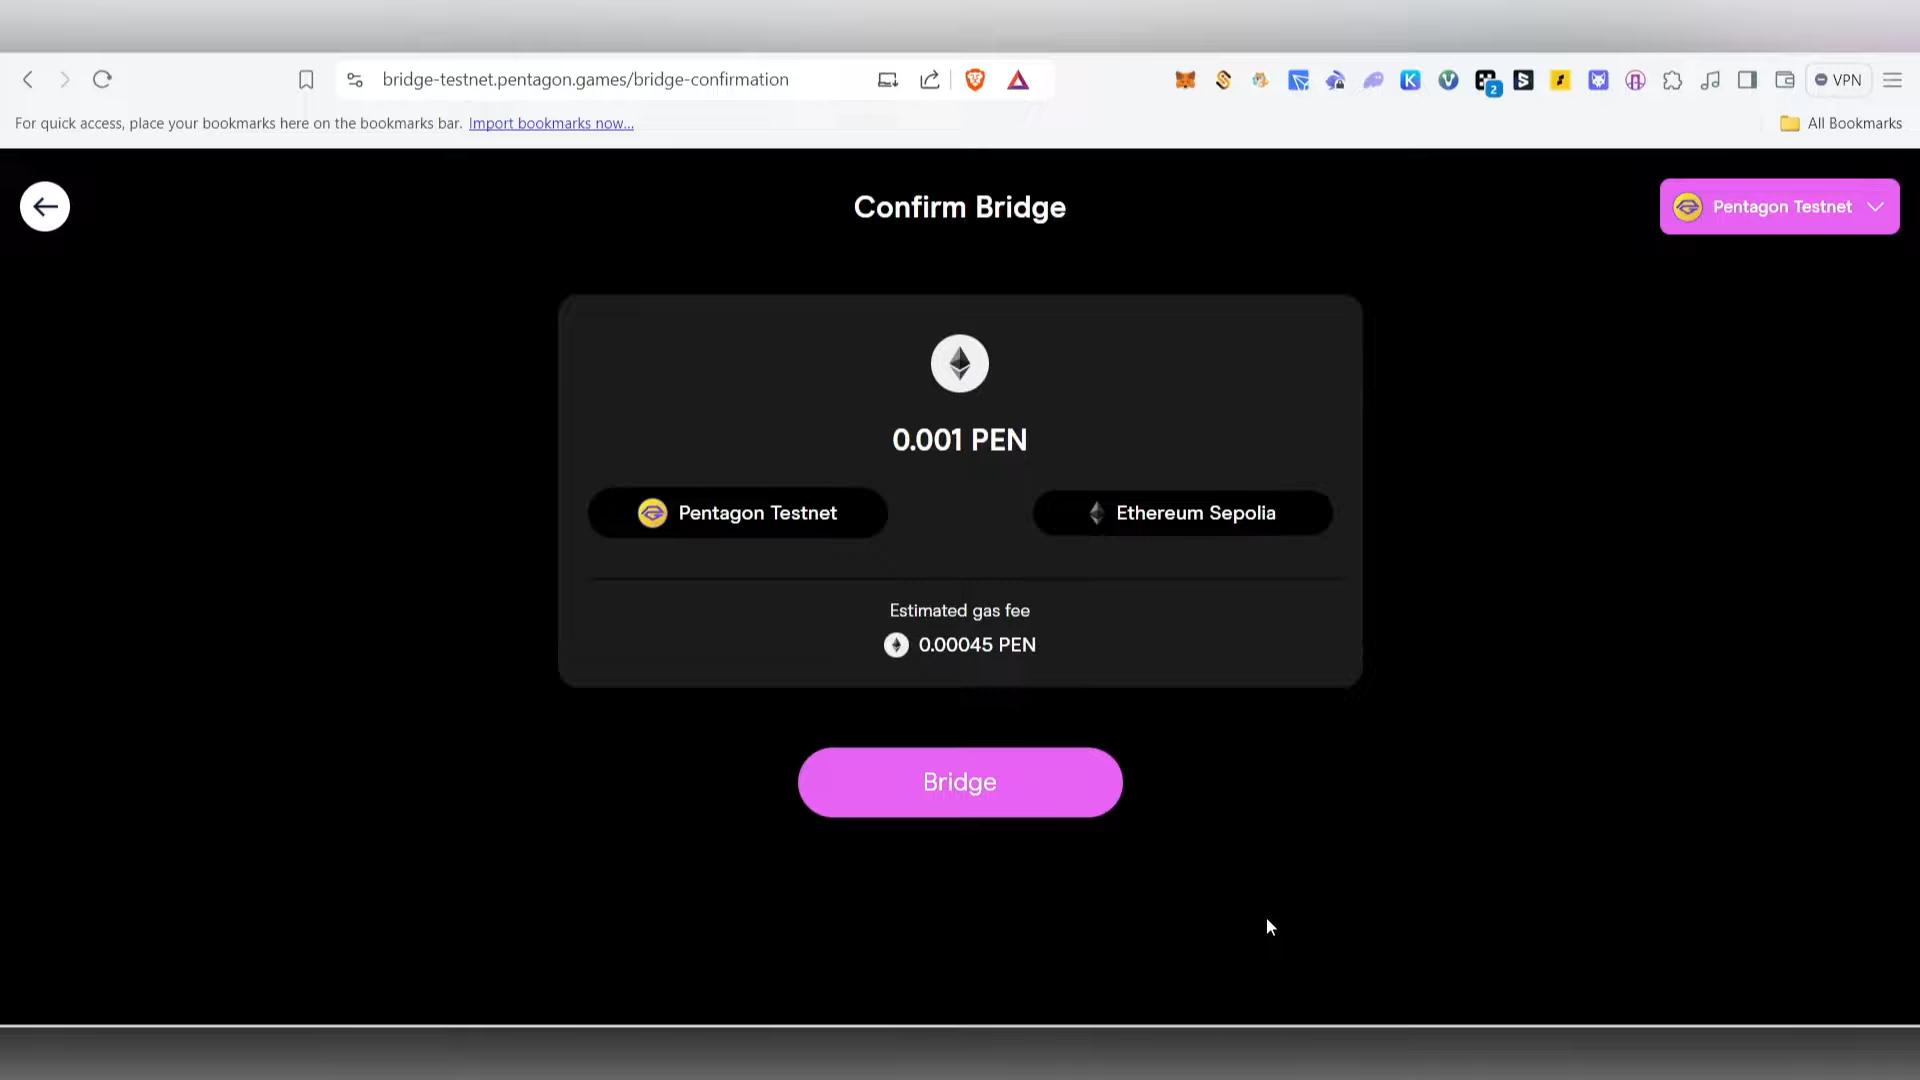 bridge-testnet.pentagon.games/bridge-confirmation
2
VPN
For quick access, place your bookmarks here on the bookmarks bar. Import bookmarks now...
All Bookmarks
Confirm Bridge
Pentagon Testnet
0.001 PEN
Pentagon Testnet
Ethereum Sepolia
Estimated gas fee
0.00045 PEN
Bridge